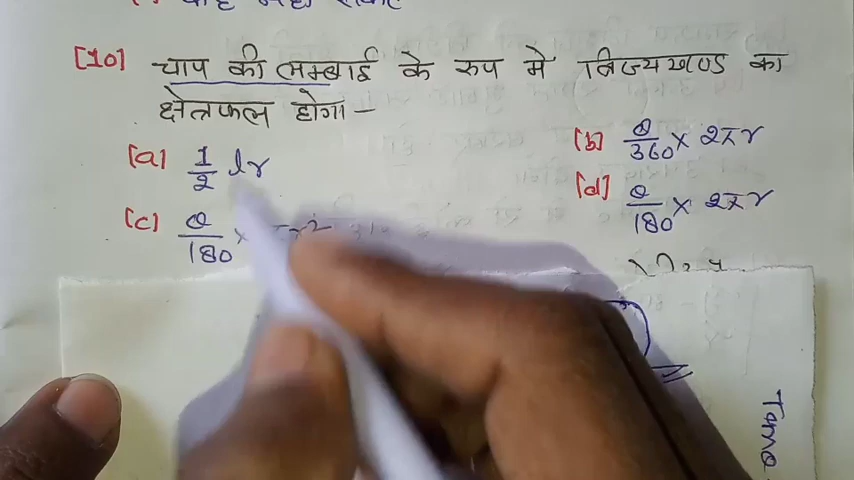 [10] चाप की लम्बाई के रुप मे त्रिज्यखण्ड का
क्षेत्रफल होगा –
[a] 1/2 lr
[b] θ/360 × 2πr
[c] θ/180 ×
[d] θ/180 × 2πr